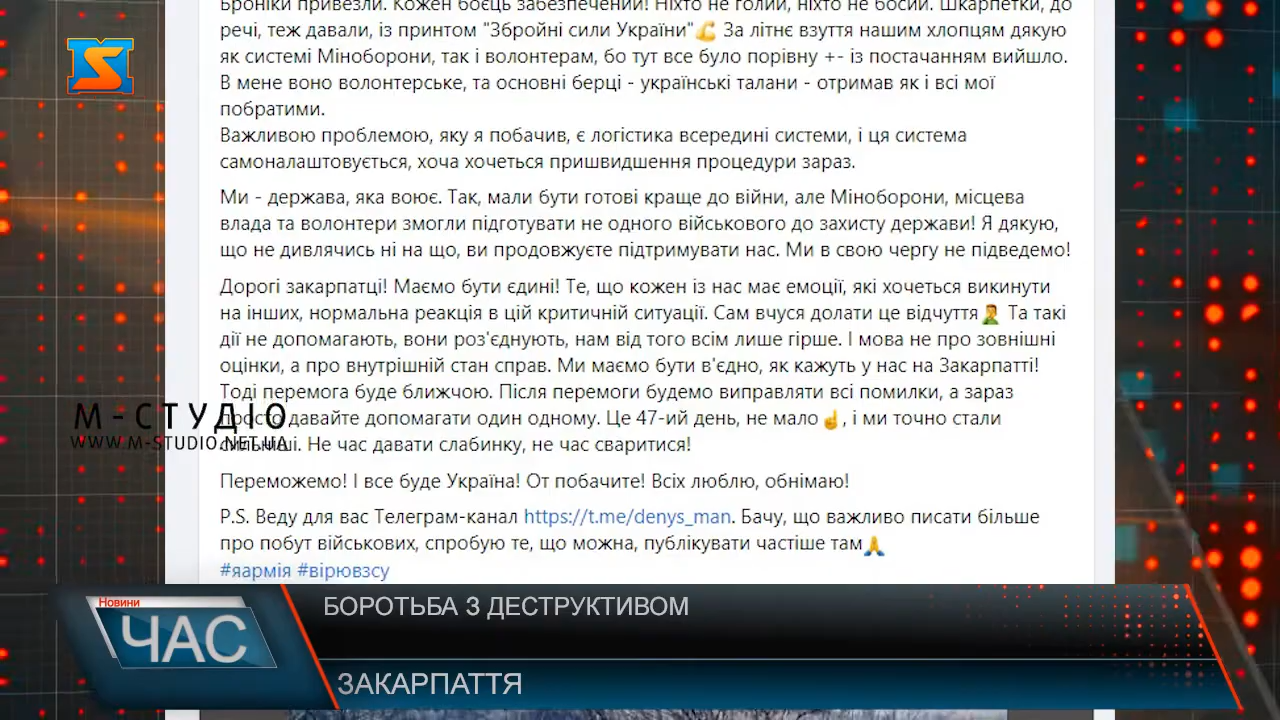 Броніки привезли. Кожен боєць забезпечений! Ніхто не голий, ніхто не босий. Шкарпетки, до
речі, теж давали, із принтом "Збройні сили України"💪 За літнє взуття нашим хлопцям дякую
як системі Міноборони, так і волонтерам, бо тут все було порівну +- із постачанням вийшло.
В мене воно волонтерське, та основні берці - українські талани - отримав як і всі мої
побратими.
Важливою проблемою, яку я побачив, є логістика всередині системи, і ця система
самоналаштовується, хоча хочеться пришвидшення процедури зараз.
Ми - держава, яка воює. Так, мали бути готові краще до війни, але Міноборони, місцева
влада та волонтери змогли підготувати не одного військового до захисту держави! Я дякую,
що не дивлячись ні на що, ви продовжуєте підтримувати нас. Ми в свою чергу не підведемо!
Дорогі закарпатці! Маємо бути єдині! Те, що кожен із нас має емоції, які хочеться викинути
на інших, нормальна реакція в цій критичній ситуації. Сам вчуся долати це відчуття🤦‍♂️ Та такі
дії не допомагають, вони роз'єднують, нам від того всім лише гірше. І мова не про зовнішні
оцінки, а про внутрішній стан справ. Ми маємо бути в'єдно, як кажуть у нас на Закарпатті!
Тоді перемога буде ближчою. Після перемоги будемо виправляти всі помилки, а зараз
просто давайте допомагати один одному. Це 47-ий день, не мало☝, і ми точно стали
сильніші. Не час давати слабинку, не час сваритися!
М-СТУДІО
WWW.M-STUDIO.NET.UA
Переможемо! І все буде Україна! От побачите! Всіх люблю, обнімаю!
P.S. Веду для вас Телеграм-канал https://t.me/denys_man. Бачу, що важливо писати більше
про побут військових, спробую те, що можна, публікувати частіше там🙏
#яармія #вірювзсу
Новини
ЧАС
БОРОТЬБА З ДЕСТРУКТИВОМ
ЗАКАРПАТТЯ